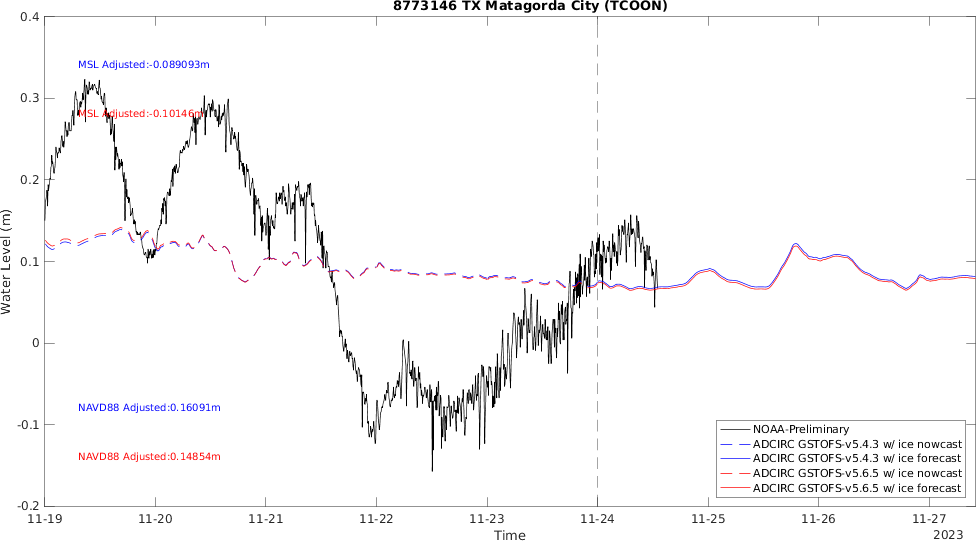 8773146 TX Matagorda City (TCOON)
0.4
MSL Adjusted:-0.089093m
0.3
MSL Adjusted:-0.10146m
0.2
Water Level (m)
0.1
0
NAVD88 Adjusted:0.16091m
-0.1
NOAA-Preliminary
ADCIRC GSTOFS-v5.4.3 w/ ice nowcast
NAVD88 Adjusted:0.14854m
ADCIRC GSTOFS-v5.4.3 w/ ice forecast
ADCIRC GSTOFS-v5.6.5 w/ ice nowcast
ADCIRC GSTOFS-v5.6.5 w/ ice forecast
-0.2
11-19 11-20 11-21 11-22 11-23 11-24 11-25 11-26 11-27
Time
2023